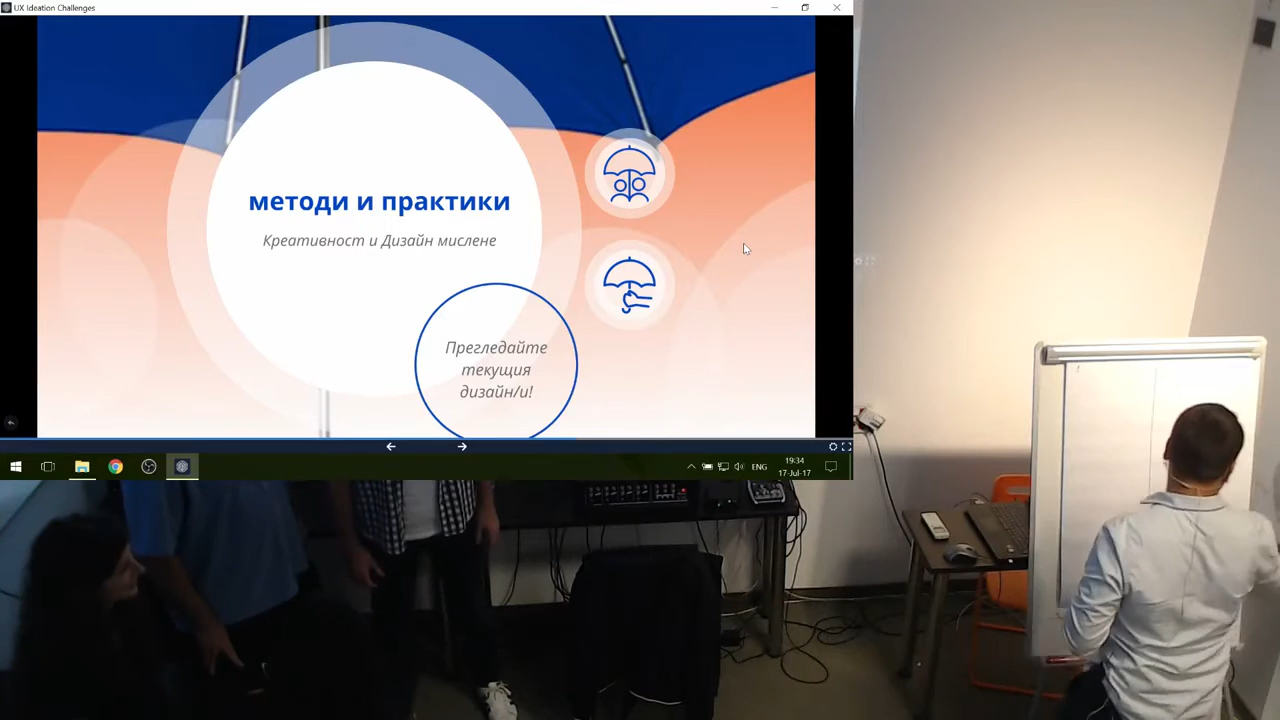 UX Ideation Challenges
методи и практики
Креативност и Дизайн мислене
Прегледайте
текущия
дизайн/и!
ENG
19:34
17-Jul-17